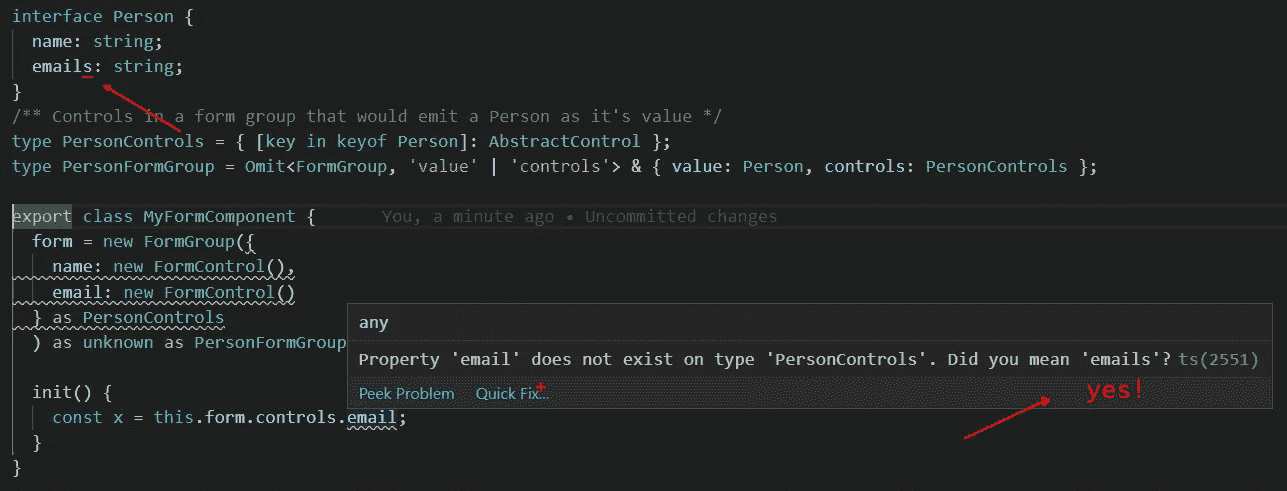 interface Person {
name: string;
emails: string;
}
/** Controls in a form group that would emit a Person as it's value */
type PersonControls = { [key in keyof Person]: AbstractControl };
type PersonFormGroup = Omit<FormGroup, 'value' | 'controls'> & { value: Person, controls: PersonControls };
export class MyFormComponent { You, a minute ago • Uncommitted changes
form = new FormGroup({
name: new FormControl(),
email: new FormControl()
} as PersonControls
) as unknown as PersonFormGroup
any
Property 'email' does not exist on type 'PersonControls'. Did you mean 'emails'? ts(2551)
Peek Problem Quick Fix...
yes!
init() {
const x = this.form.controls.email;
}
}